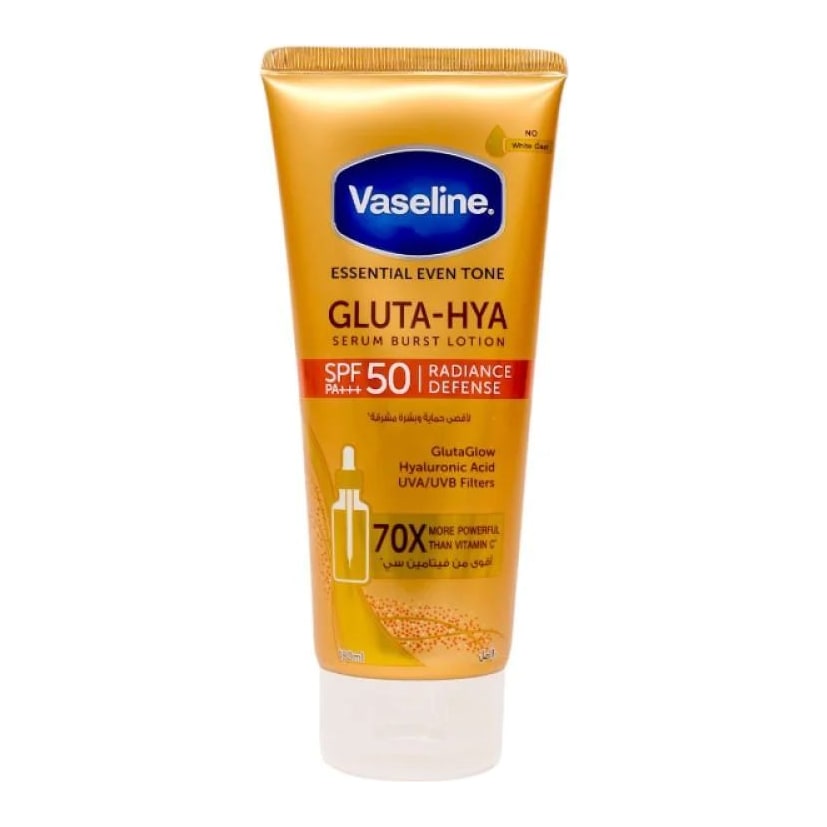 NO
White Cast
Vaseline.
ESSENTIAL EVEN TONE
GLUTA-HYA
SERUM BURST LOTION
SPF 50
PA+++
RADIANCE
DEFENSE
لأقصى حماية وبشرة مشرقة*
GlutaGlow
Hyaluronic Acid
UVA/UVB Filters
70X MORE POWERFUL
THAN VITAMIN C*
أقوى من فيتامين سي*